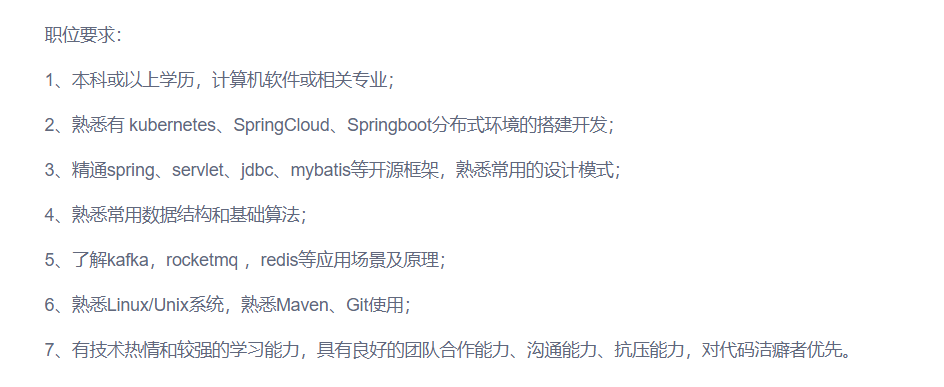 职位要求：
1、本科或以上学历，计算机软件或相关专业；
2、熟悉有 kubernetes、SpringCloud、Springboot分布式环境的搭建开发；
3、精通spring、servlet、jdbc、mybatis等开源框架，熟悉常用的设计模式；
4、熟悉常用数据结构和基础算法；
5、了解kafka，rocketmq ，redis等应用场景及原理；
6、熟悉Linux/Unix系统，熟悉Maven、Git使用；
7、有技术热情和较强的学习能力，具有良好的团队合作能力、沟通能力、抗压能力，对代码洁癖者优先。